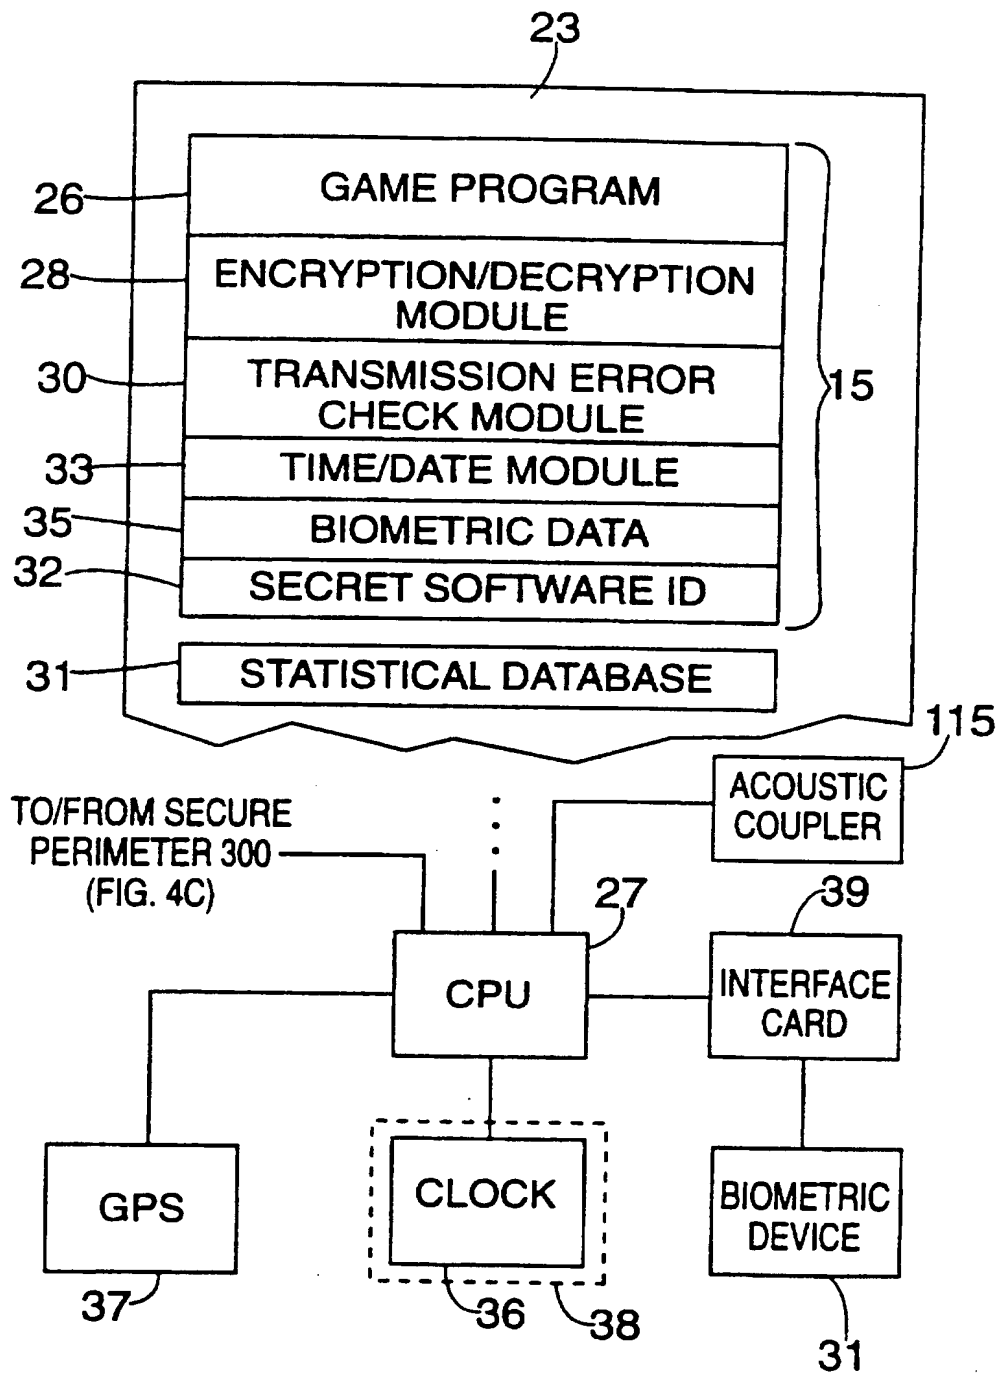 23
26
GAME PROGRAM
28
ENCRYPTION/DECRYPTION
MODULE
30
TRANSMISSION ERROR
CHECK MODULE
15
33
TIME/DATE MODULE
35
BIOMETRIC DATA
32
SECRET SOFTWARE ID
31
STATISTICAL DATABASE
115
ACOUSTIC
COUPLER
TO/FROM SECURE
PERIMETER 300
(FIG. 4C)
27
39
CPU
INTERFACE
CARD
GPS
CLOCK
BIOMETRIC
DEVICE
37
36
38
31